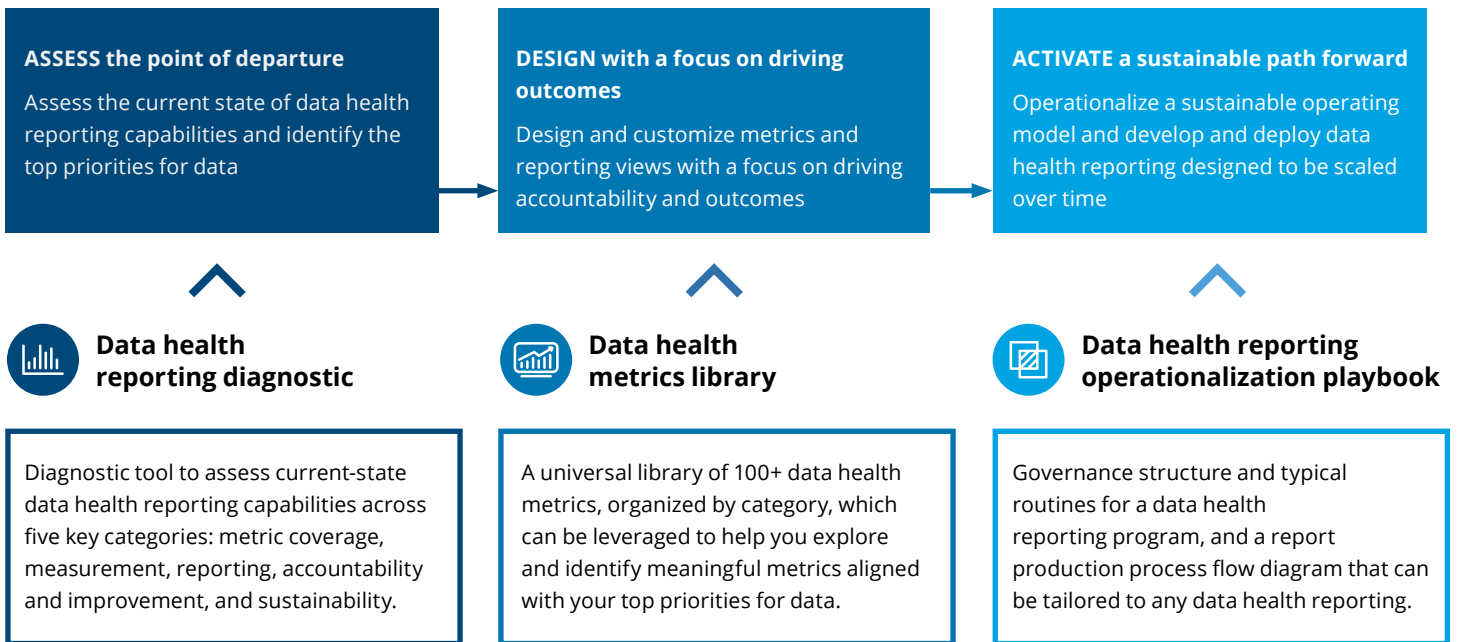 ASSESS the point of departure
Assess the current state of data health
reporting capabilities and identify the
top priorities for data
DESIGN with a focus on driving
outcomes
Design and customize metrics and
reporting views with a focus on driving
accountability and outcomes
ACTIVATE a sustainable path forward
Operationalize a sustainable operating
model and develop and deploy data
health reporting designed to be scaled
over time
Data health
reporting diagnostic
Data health
metrics library
Data health reporting
operationalization playbook
Diagnostic tool to assess current-state
data health reporting capabilities across
five key categories: metric coverage,
measurement, reporting, accountability
and improvement, and sustainability.
A universal library of 100+ data health
metrics, organized by category, which
can be leveraged to help you explore
and identify meaningful metrics aligned
with your top priorities for data.
Governance structure and typical
routines for a data health
reporting program, and a report
production process flow diagram that can
be tailored to any data health reporting.